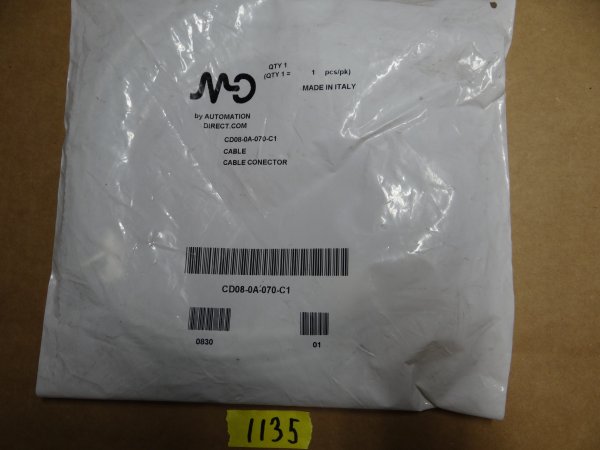 QTY 1
(QTY 1 = 1 pcs/pk)
MADE IN ITALY
by AUTOMATION
DIRECT.COM
CD08-0A-070-C1
CABLE
CABLE CONECTOR
CD08-0A-070-C1
0830 01
1135